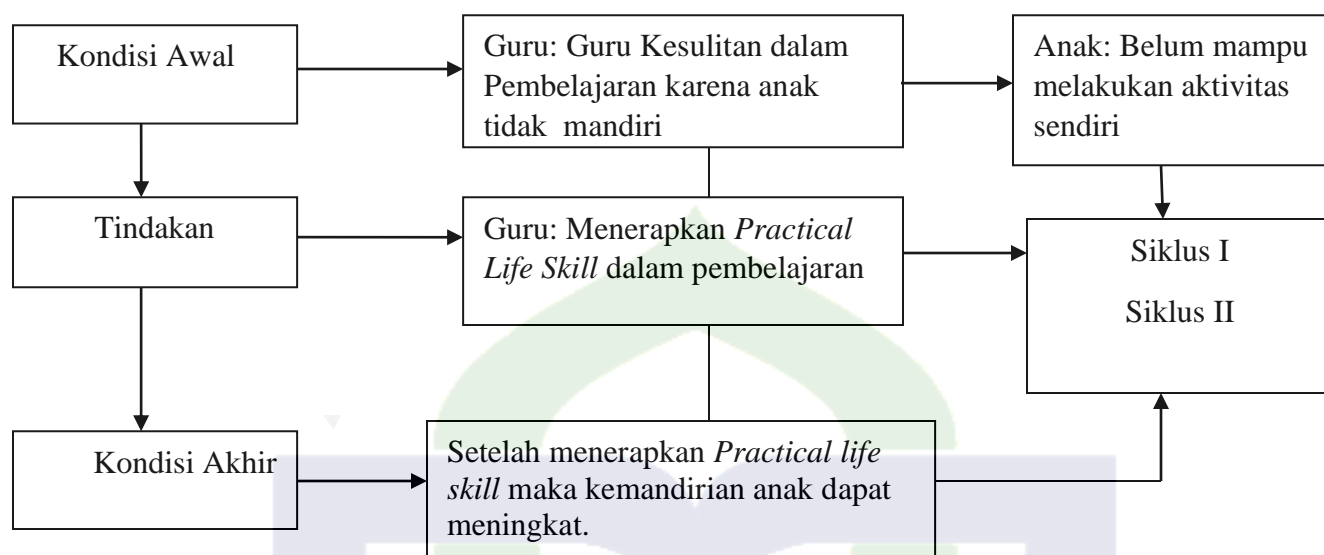 Kondisi Awal
Guru: Guru Kesulitan dalam
Pembelajaran karena anak
tidak mandiri
Anak: Belum mampu
melakukan aktivitas
sendiri
Tindakan
Guru: Menerapkan Practical
Life Skill dalam pembelajaran
Siklus I
Siklus II
Kondisi Akhir
Setelah menerapkan Practical life
skill maka kemandirian anak dapat
meningkat.